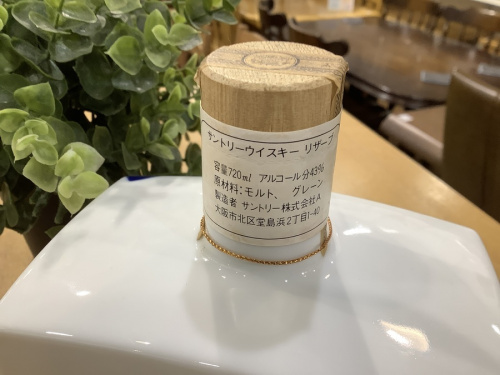 サントリーウイスキー リザーブ
容量720ml アルコール分43%
原材料:モルト、 グレーン
製造者 サントリー株式会社A
大阪市北区堂島浜2丁目1-40